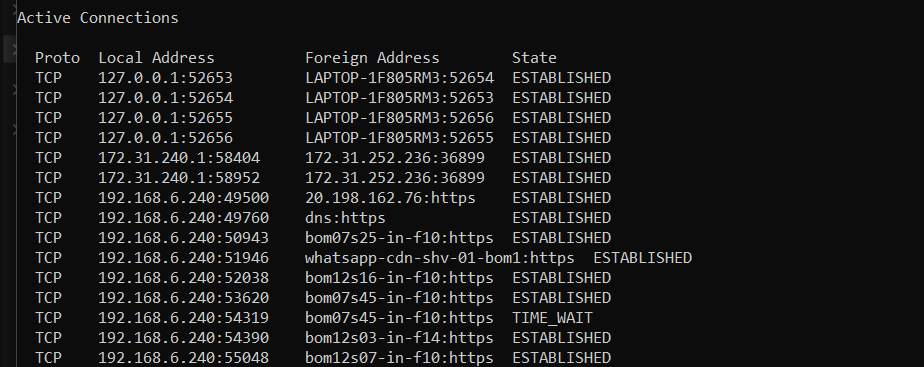 Active Connections
Proto  Local Address          Foreign Address        State
TCP    127.0.0.1:52653        LAPTOP-1F805RM3:52654  ESTABLISHED
TCP    127.0.0.1:52654        LAPTOP-1F805RM3:52653  ESTABLISHED
TCP    127.0.0.1:52655        LAPTOP-1F805RM3:52656  ESTABLISHED
TCP    127.0.0.1:52656        LAPTOP-1F805RM3:52655  ESTABLISHED
TCP    172.31.240.1:58404     172.31.252.236:36899   ESTABLISHED
TCP    172.31.240.1:58952     172.31.252.236:36899   ESTABLISHED
TCP    192.168.6.240:49500    20.198.162.76:https    ESTABLISHED
TCP    192.168.6.240:49760    dns:https              ESTABLISHED
TCP    192.168.6.240:50943    bom07s25-in-f10:https  ESTABLISHED
TCP    192.168.6.240:51946    whatsapp-cdn-shv-01-bom1:https  ESTABLISHED
TCP    192.168.6.240:52038    bom12s16-in-f10:https  ESTABLISHED
TCP    192.168.6.240:53620    bom07s45-in-f10:https  ESTABLISHED
TCP    192.168.6.240:54319    bom07s45-in-f10:https  TIME_WAIT
TCP    192.168.6.240:54390    bom12s03-in-f14:https  ESTABLISHED
TCP    192.168.6.240:55048    bom12s07-in-f10:https  ESTABLISHED